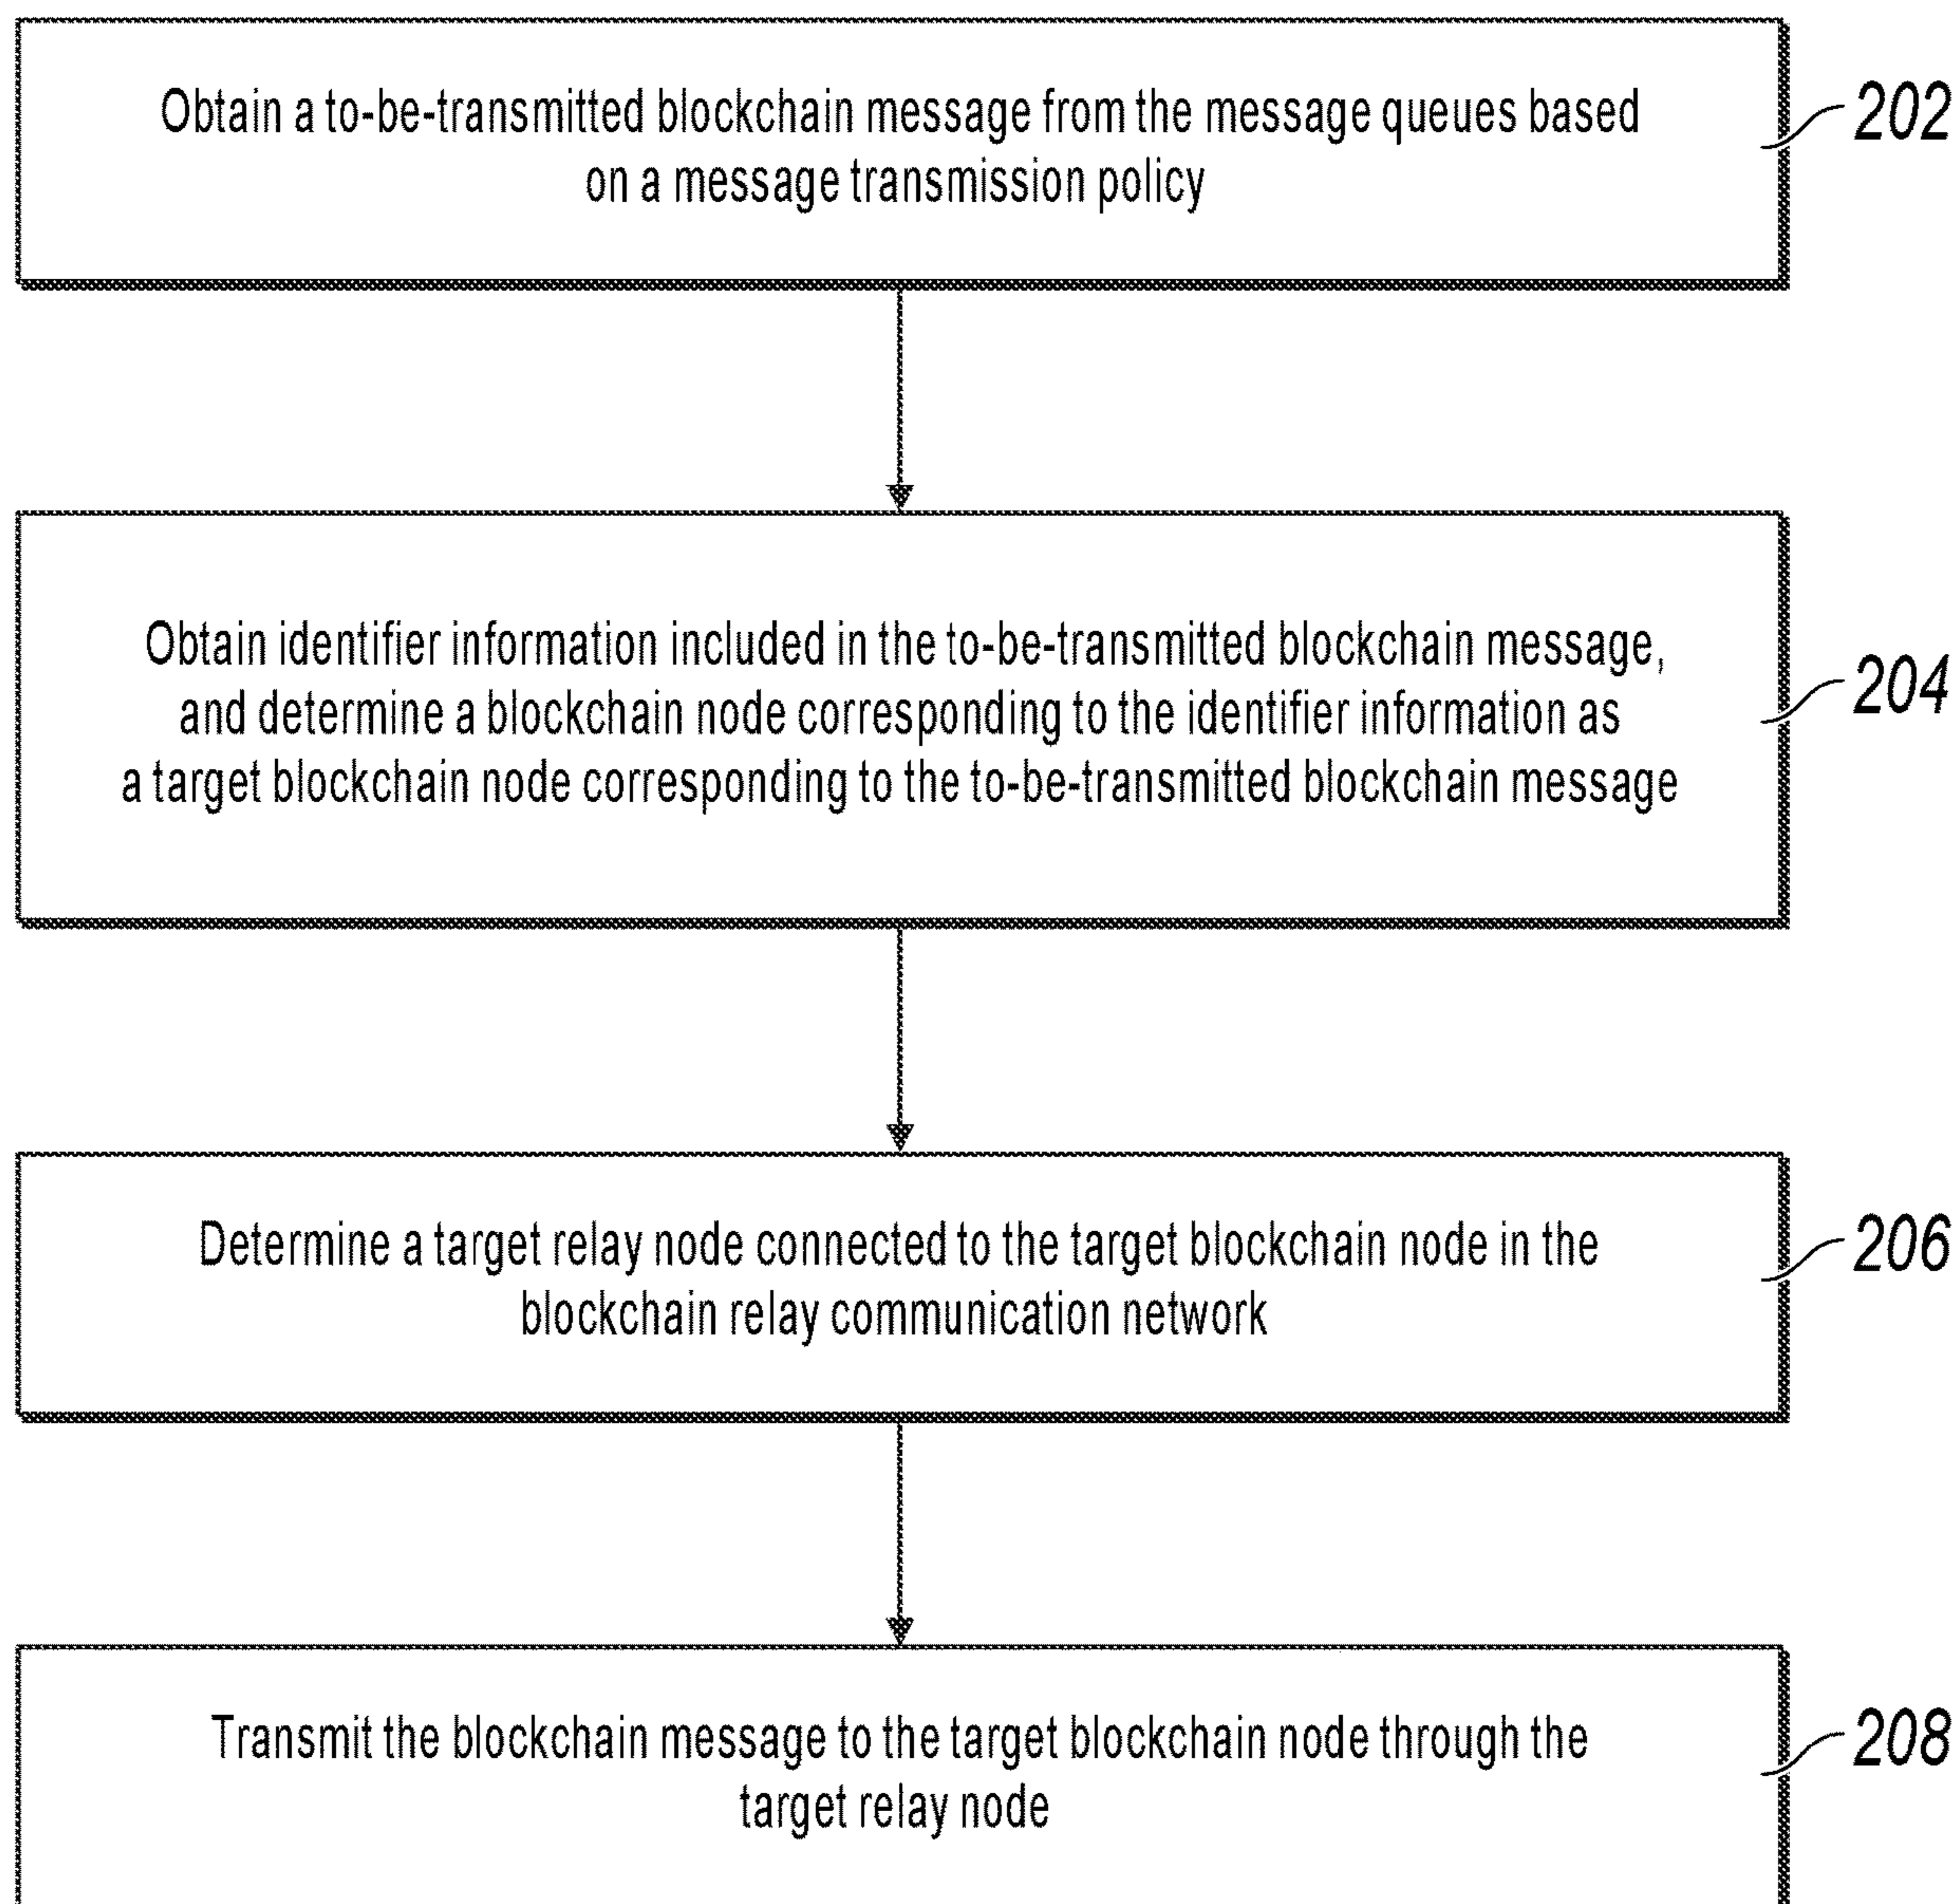 Obtain a to-be-transmitted blockchain message from the message queues based
on a message transmission policy
202
Obtain identifier information included in the to-be-transmitted blockchain message,
and determine a blockchain node corresponding to the identifier information as
a target blockchain node corresponding to the to-be-transmitted blockchain message
204
Determine a target relay node connected to the target blockchain node in the
blockchain relay communication network
206
Transmit the blockchain message to the target blockchain node through the
target relay node
208